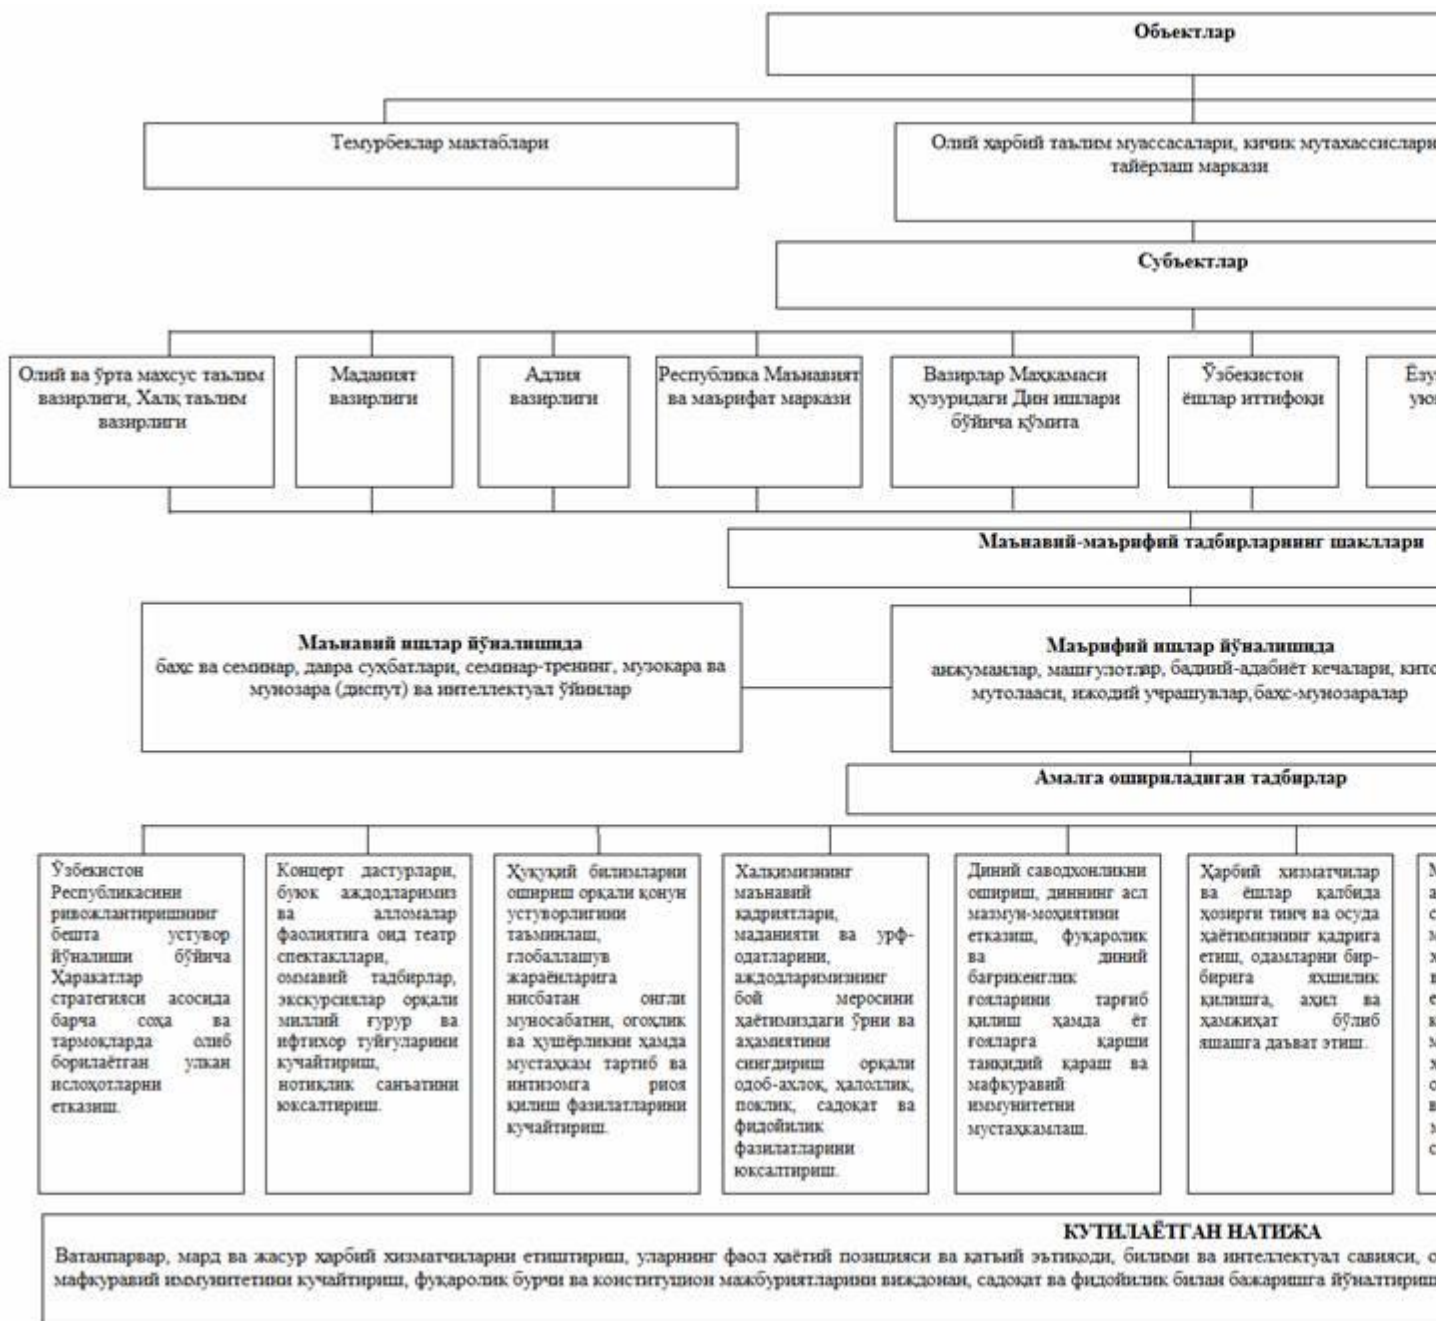 Объектлар
Темурбеклар мактаблари
Олий ҳарбий таълим муассасалари, кичик мутахассислари
тайёрлаш маркази
Субъектлар
Олий ва ўрта махсус таълим
вазирлиги, Халқ таълим
вазирлиги
Маданият
вазирлиги
Адлия
вазирлиги
Республика Маънавият
ва маърифат маркази
Вазирлар Маҳкамаси
ҳузуридаги Дин ишлари
бўйича қўмита
Ўзбекистон
ёшлар иттифоқи
Маънавий-маърифий тадбирларнинг шакллари
Маънавий ишлар йўналишида
баҳс ва семинар, давра суҳбатлари, семинар-тренинг, музокара ва
мунозара (диспут) ва интеллектуал ўйинлар
Маърифий ишлар йўналишида
анжуманлар, машғулотлар, бадиий-адабиёт кечалари,
мутолааси, ижодий учрашувлар, баҳс-мунозаралар
Амалга ошириладиган тадбирлар
Ўзбекистон
Республикасини
ривожлантиришнинг
бешта устувор
йўналиши бўйича
Ҳаракатлар
стратегияси асосида
барча соҳа ва
тармоқларда олиб
борилаётган улкан
ислоҳотларни
етказиш.
Концерт дастурлари,
буюк аждодларимиз
ва алломалар
фаолиятига оид театр
спектакллари,
оммавий тадбирлар,
экскурсиялар орқали
миллий ғурур ва
ифтихор туйғуларини
кучайтириш,
нотиқлик санъатини
юксалтириш.
Ҳуқуқий билимларни
ошириш орқали қонун
устуворлигини
таъминлаш,
глобаллашув
жараёнларига
нисбатан онгли
муносабатни, огоҳлик
ва ҳушёрликни ҳамда
мустаҳкам тартиб ва
интизомга риоя
қилиш фазилатларини
кучайтириш.
Халқимизнинг
маънавий
қадриятлари,
маданияти ва урф-
одатларини,
аждодларимизнинг
бой меросини
ҳаётимиздаги ўрни ва
аҳамиятини
сингдириш орқали
одоб-ахлоқ, ҳалоллик,
поклик, садоқат ва
фидойилик
фазилатларини
юксалтириш.
Диний саводхонликни
ошириш, диннинг асл
мазмун-моҳиятини
етказиш, фуқаролик
ва диний
бағрикенглик
ғояларини тарғиб
қилиш ҳамда ёт
ғояларга қарши
танқидий қараш ва
мафкуравий
иммунитетни
мустаҳкамлаш.
Ҳарбий хизматчилар
ва ёшлар қалбида
ҳозирги тинч ва осуда
ҳаётимизнинг қадрига
етиш, одамларни бир-
бирига яхшилик
қилишга, аҳил ва
ҳамжиҳат бўлиб
яшашга даъват этиш.
КУТИЛАЁТГАН НАТИЖА
Ватанпарвар, мард ва жасур ҳарбий хизматчиларни етиштириш, уларнинг фаол ҳаётий позицияси ва қатъий эътиқоди, билими ва интеллектуал савияси,
мафкуравий иммунитетини кучайтириш, фуқаролик бурчи ва конституцион мажбуриятларини виждонан, садоқат ва фидойилик билан бажаришга йўналтириш